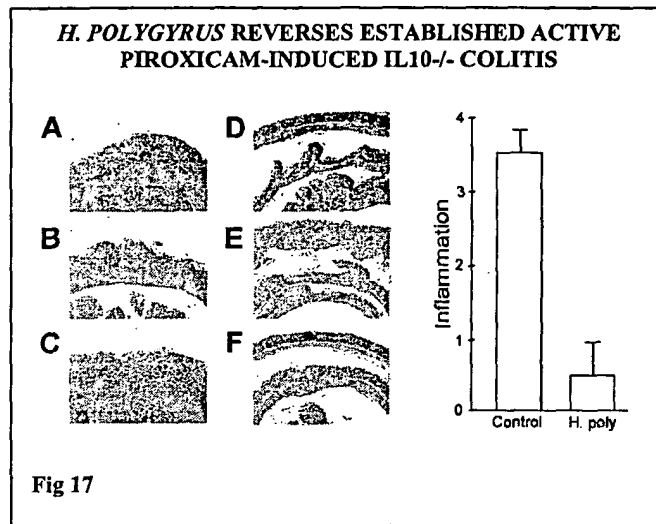 H. POLYGYRUS REVERSES ESTABLISHED ACTIVE
PIROXICAM-INDUCED IL10-/- COLITIS
A
B
C
D
E
F
Inflammation
4
3
2
1
0
Control
H. poly
Fig 17